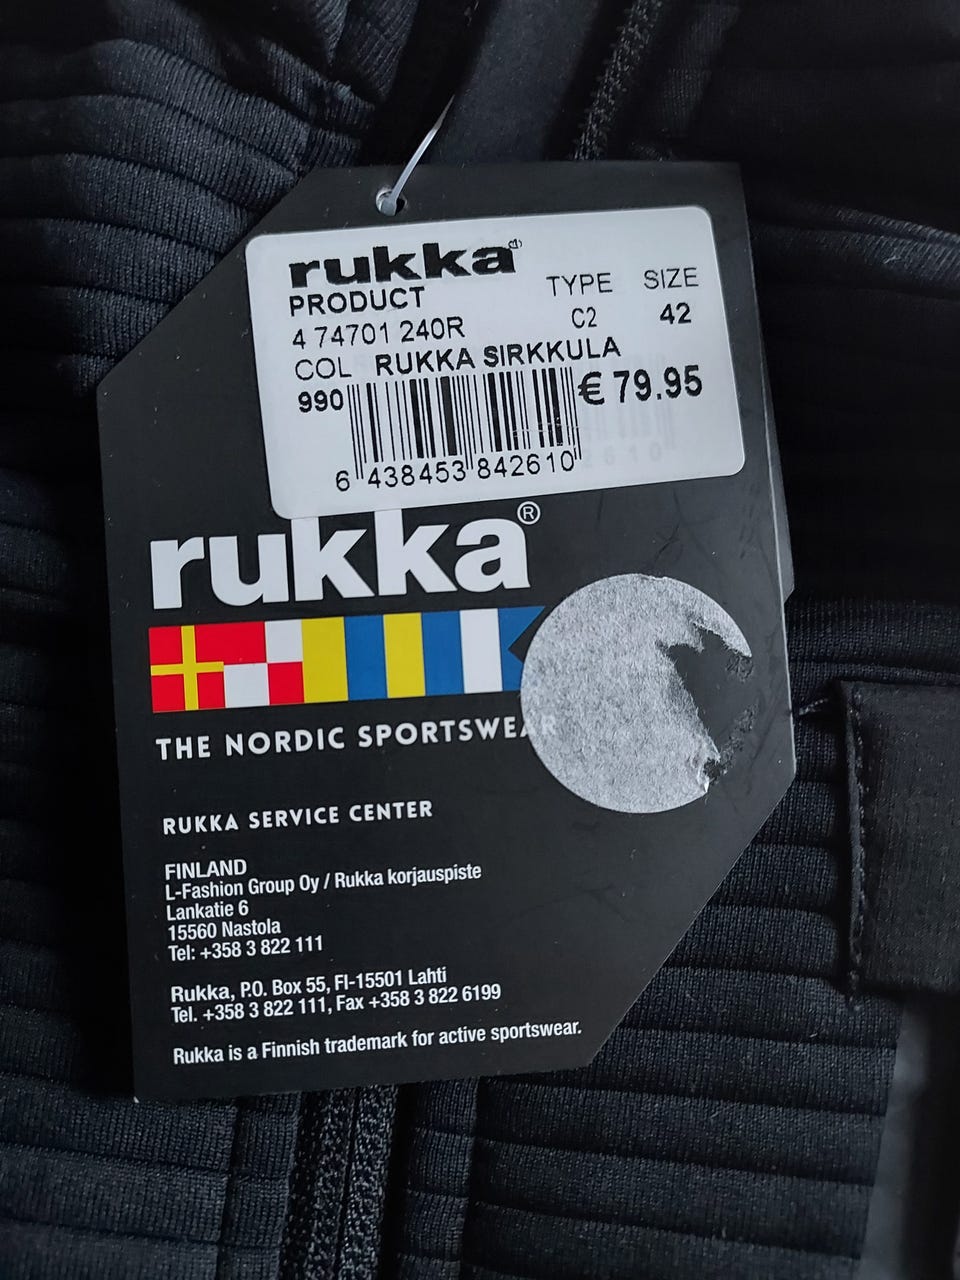 rukka
PRODUCT TYPE SIZE
4 74701 240R C2 42
COL RUKKA SIRKKULA
990 € 79.95
6 438453 842610
rukka®
THE NORDIC SPORTSWEAR
RUKKA SERVICE CENTER
FINLAND
L-Fashion Group Oy / Rukka korjauspiste
Lankatie 6
15560 Nastola
Tel: +358 3 822 111
Rukka, P.O. Box 55, FI-15501 Lahti
Tel. +358 3 822 111, Fax +358 3 822 6199
Rukka is a Finnish trademark for active sportswear.